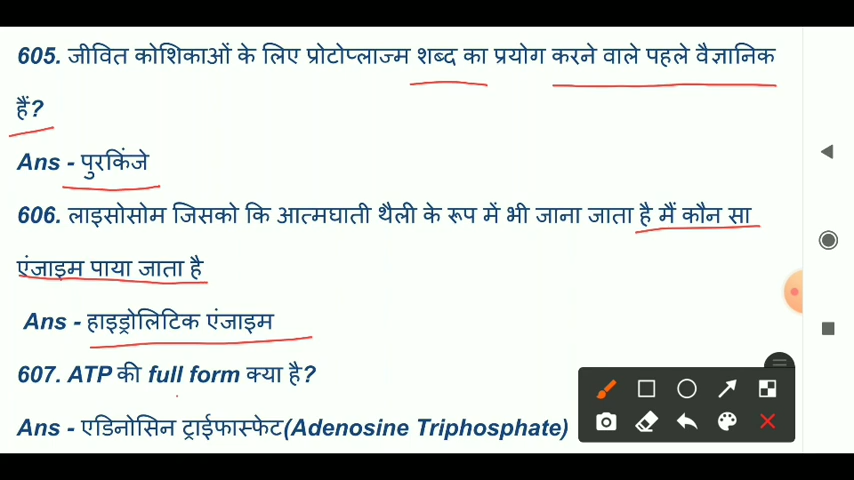 605. जीवित कोशिकाओं के लिए प्रोटोप्लाज्म शब्द का प्रयोग करने वाले पहले वैज्ञानिक
हैं?
Ans - पुरकिंजे
606. लाइसोसोम जिसको कि आत्मघाती थैली के रूप में भी जाना जाता है मैं कौन सा
एंजाइम पाया जाता है
Ans - हाइड्रोलिटिक एंजाइम
607. ATP की full form क्या है?
Ans - एडिनोसिन ट्राईफास्फेट(Adenosine Triphosphate)